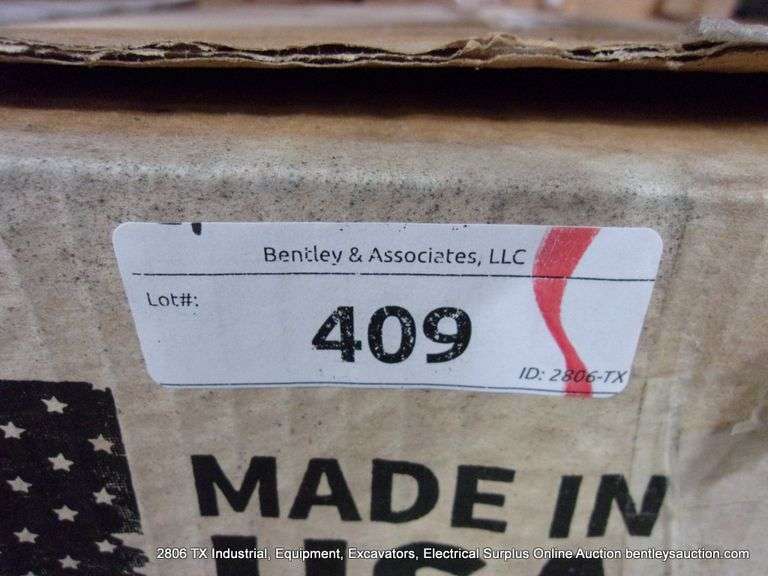 Bentley & Associates, LLC
Lot#:
409
ID: 2806-TX
MADE IN
USA
2806 TX Industrial, Equipment, Excavators, Electrical Surplus Online Auction bentleysauction.com